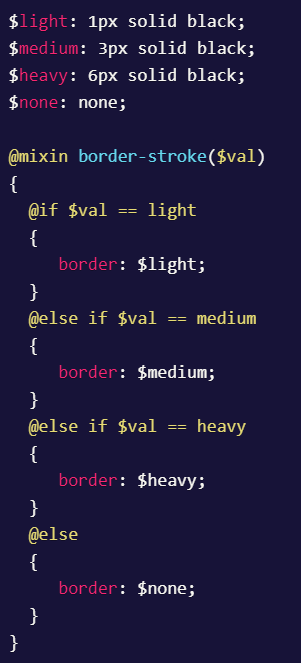 $light: 1px solid black;
$medium: 3px solid black;
$heavy: 6px solid black;
$none: none;

@mixin border-stroke($val)
{
  @if $val == light
  {
     border: $light;
  }
  @else if $val == medium
  {
     border: $medium;
  }
  @else if $val == heavy
  {
     border: $heavy;
  }
  @else
  {
     border: $none;
  }
}